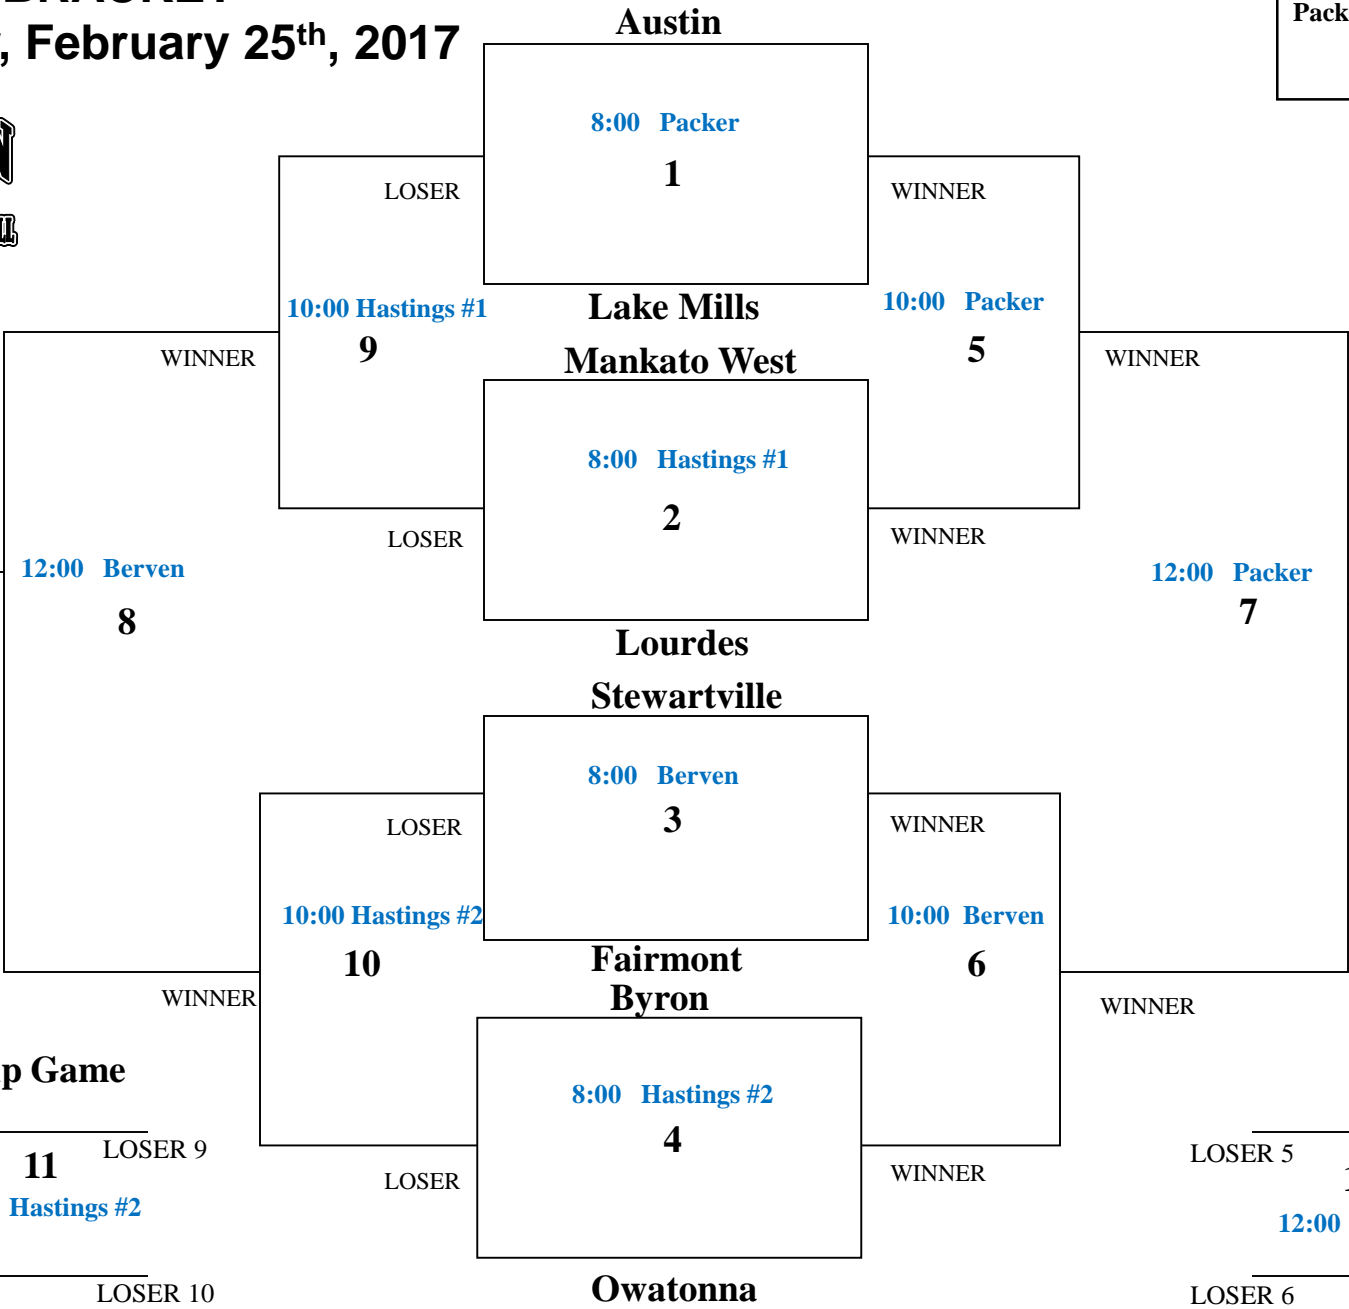 BRACKET
, February 25th, 2017
Austin
8:00 Packer
1
LOSER
WINNER
10:00 Hastings #1
9
Lake Mills
10:00 Packer
5
Mankato West
WINNER
WINNER
8:00 Hastings #1
2
LOSER
WINNER
12:00 Berven
8
12:00 Packer
7
Lourdes
Stewartville
8:00 Berven
3
LOSER
WINNER
10:00 Hastings #2
10
10:00 Berven
6
Fairmont
Byron
WINNER
WINNER
p Game
8:00 Hastings #2
4
LOSER 9
11
Hastings #2
LOSER 10
LOSER
WINNER
LOSER 5
12:00
LOSER 6
Owatonna